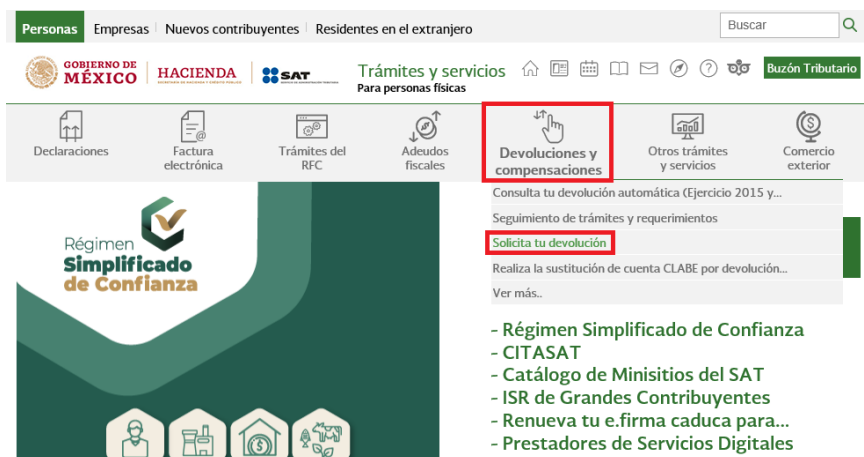 Personas Empresas Nuevos contribuyentes Residentes en el extranjero Buscar
GOBIERNO DE MÉXICO
HACIENDA
SAT
Trámites y servicios
Para personas físicas
Buzón Tributario
Declaraciones
Factura electrónica
Trámites del RFC
Adeudos fiscales
Devoluciones y compensaciones
Otros trámites y servicios
Comercio exterior
Consulta tu devolución automática (Ejercicio 2015 y...
Seguimiento de trámites y requerimientos
Solicita tu devolución
Realiza la sustitución de cuenta CLABE por devolución...
Ver más..
Régimen
Simplificado
de Confianza
- Régimen Simplificado de Confianza
- CITASAT
- Catálogo de Minisitios del SAT
- ISR de Grandes Contribuyentes
- Renueva tu e.firma caduca para...
- Prestadores de Servicios Digitales